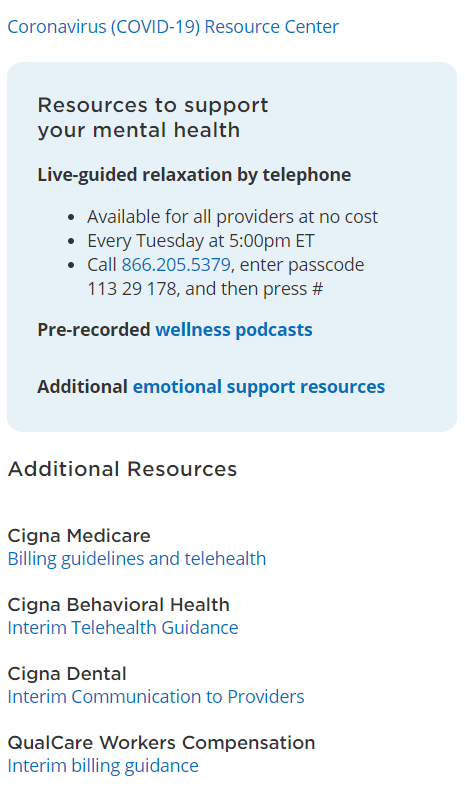 Coronavirus (COVID-19) Resource Center
Resources to support
your mental health
Live-guided relaxation by telephone
• Available for all providers at no cost
• Every Tuesday at 5:00pm ET
• Call 866.205.5379, enter passcode
113 29 178, and then press #
Pre-recorded wellness podcasts
Additional emotional support resources
Additional Resources
Cigna Medicare
Billing guidelines and telehealth
Cigna Behavioral Health
Interim Telehealth Guidance
Cigna Dental
Interim Communication to Providers
QualCare Workers Compensation
Interim billing guidance